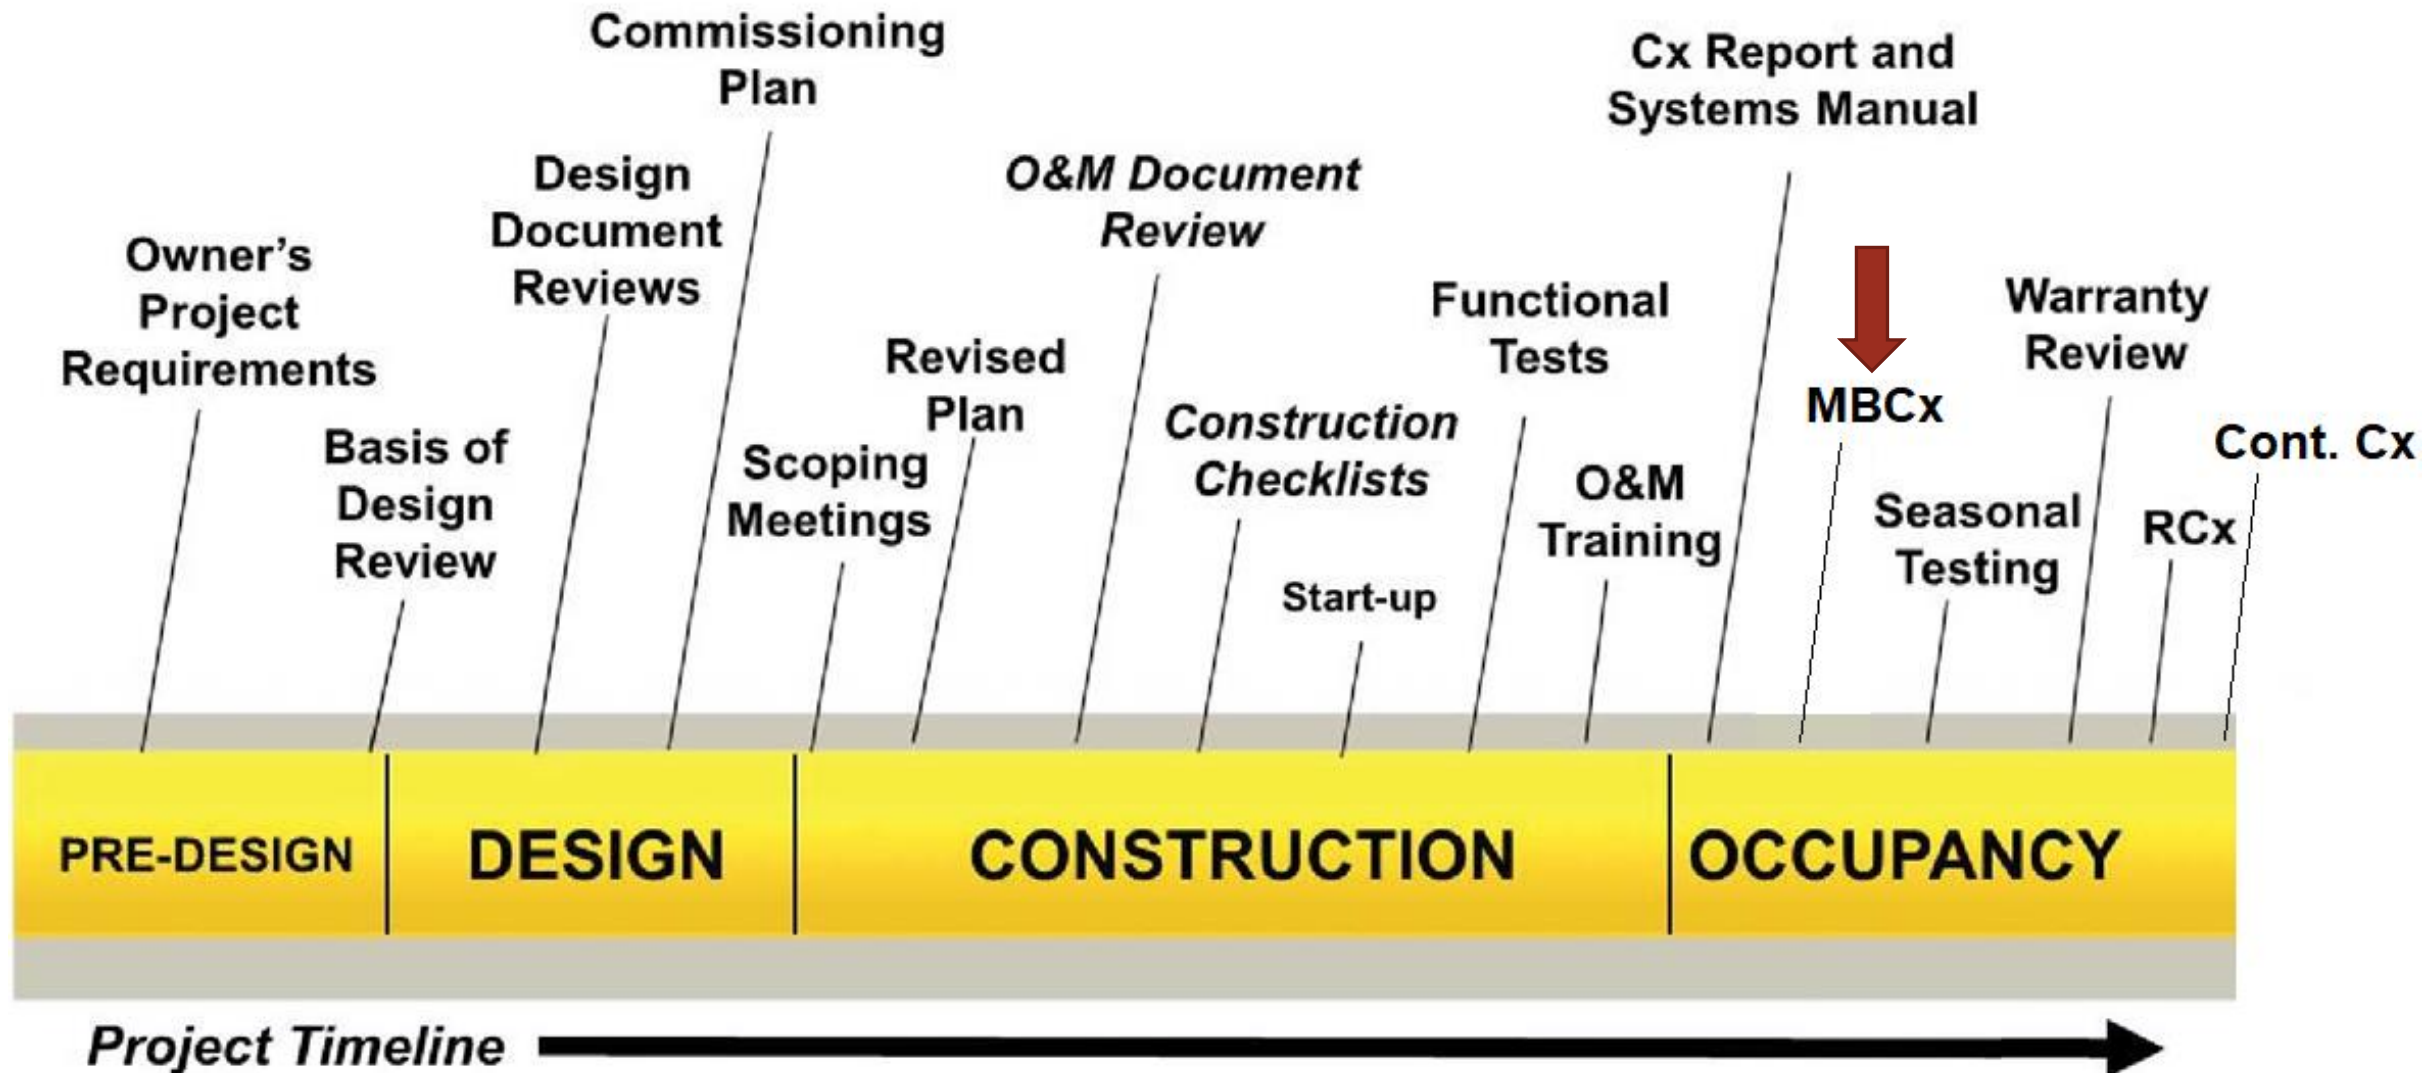 Commissioning
Plan
Cx Report and
Systems Manual
Design
Document
Reviews
O&M Document
Review
Owner's
Project
Requirements
Functional
Tests
Warranty
Review
Revised
Plan
MBCx
Construction
Checklists
Cont. Cx
Basis of
Design
Review
Scoping
Meetings
O&M
Training
Seasonal
Testing
RCx
Start-up
PRE-DESIGN
DESIGN
CONSTRUCTION
OCCUPANCY
Project Timeline